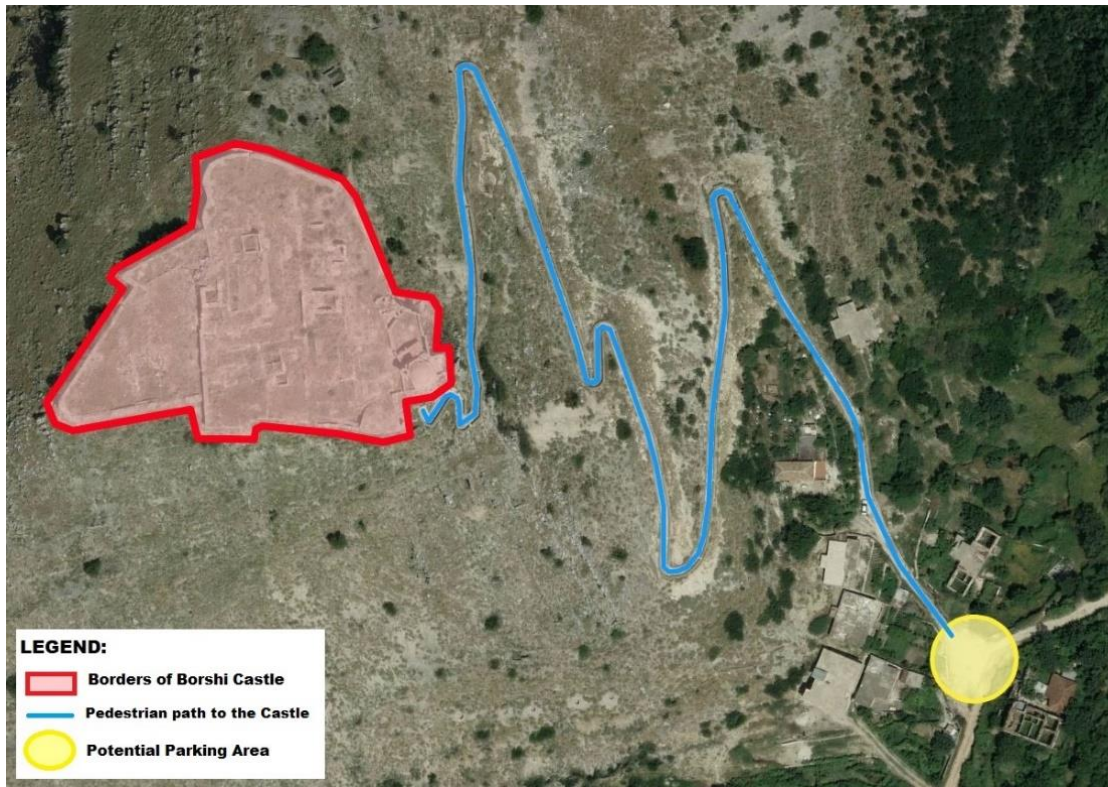 LEGEND:
Borders of Borshi Castle
Pedestrian path to the Castle
Potential Parking Area